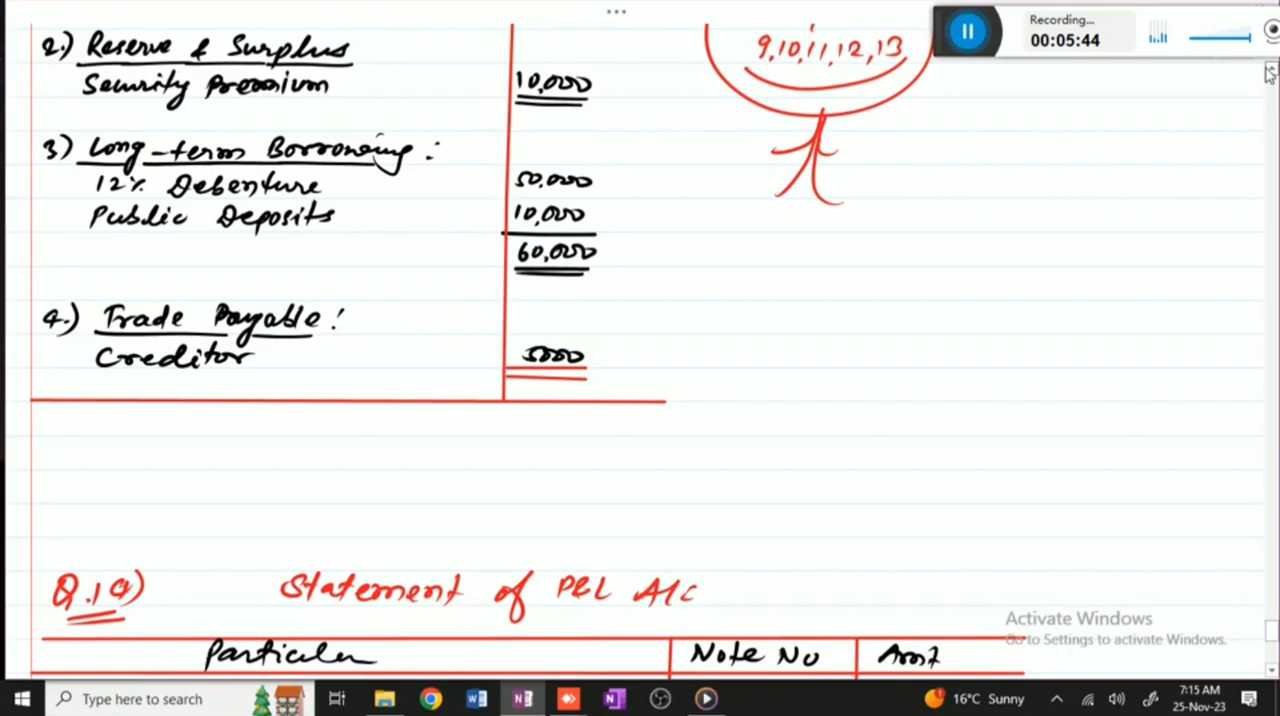 2.) Reserve & Surplus
Security Premium 10,000
3) Long-term Borrowing :
12% Debenture 50,000
Public Deposits 10,000
60,000
4.) Trade Payable :
Creditor 5000
9,10,11,12,13
Recording...
00:05:44
Statement of P&L A/c
Particular Note No Amt
Activate Windows
Go to Settings to activate Windows.
Type here to search
16°C Sunny
7:15 AM
25-Nov-23